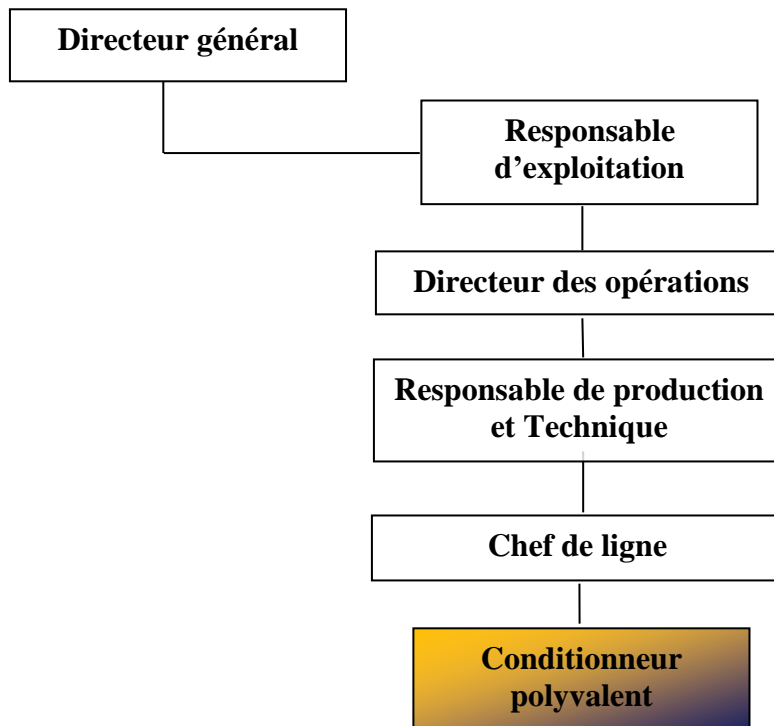 Directeur général
Responsable
d’exploitation
Directeur des opérations
Responsable de production
et Technique
Chef de ligne
Conditionneur
polyvalent